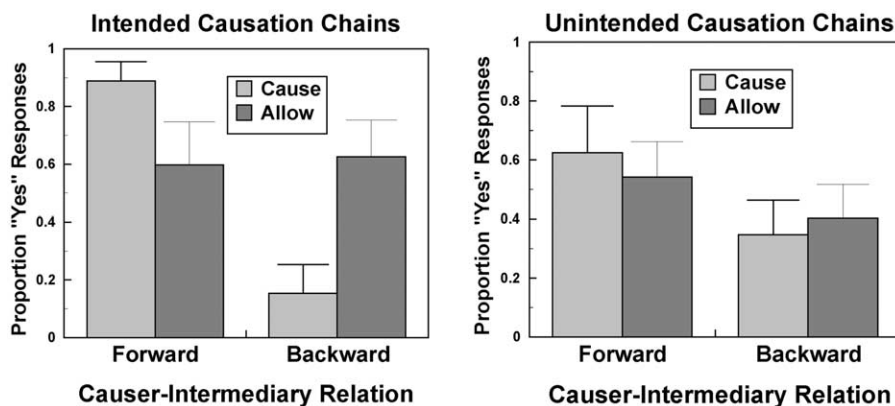 Intended Causation Chains
Proportion "Yes" Responses
1
0.8
0.6
0.4
0.2
0
Cause
Allow
Forward
Backward
Causer-Intermediary Relation
Unintended Causation Chains
Proportion "Yes" Responses
1
0.8
0.6
0.4
0.2
0
Cause
Allow
Forward
Backward
Causer-Intermediary Relation